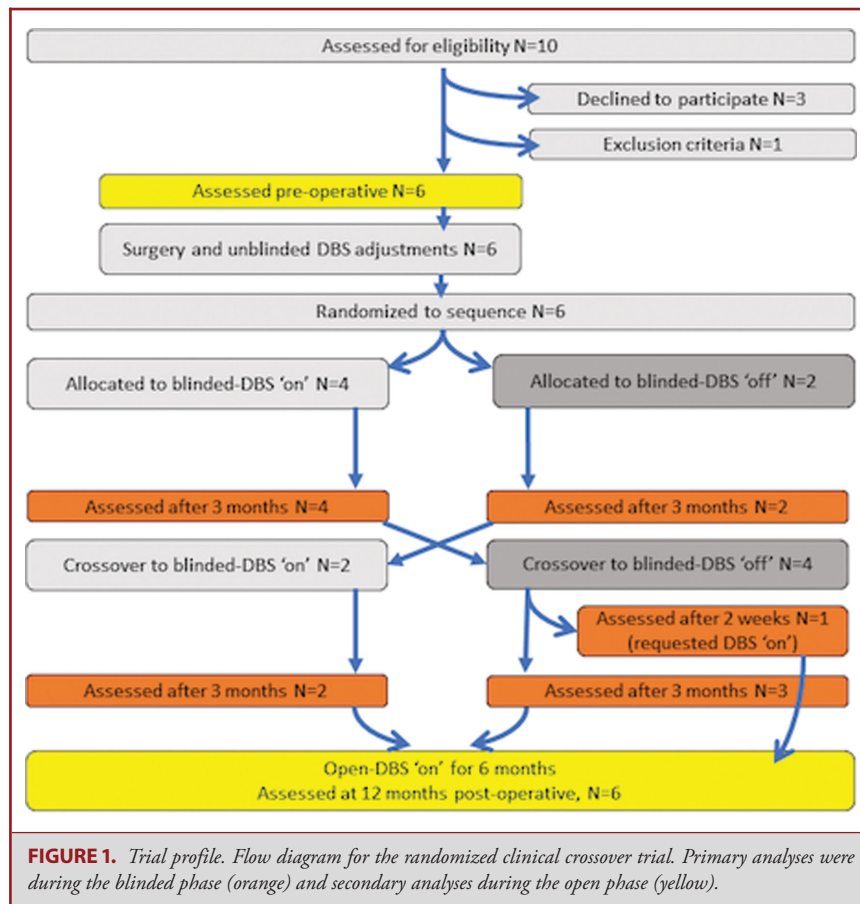 Assessed for eligibility N=10
Declined to participate N=3
Exclusion criteria N=1
Assessed pre-operative N=6
Surgery and unblinded DBS adjustments N=6
Randomized to sequence N=6
Allocated to blinded-DBS 'on' N=4
Allocated to blinded-DBS 'off' N=2
Assessed after 3 months N=4
Assessed after 3 months N=2
Crossover to blinded-DBS 'on' N=2
Crossover to blinded-DBS 'off' N=4
Assessed after 2 weeks N=1
(requested DBS 'on')
Assessed after 3 months N=2
Assessed after 3 months N=3
Open-DBS 'on' for 6 months
Assessed at 12 months post-operative, N=6
FIGURE 1. Trial profile. Flow diagram for the randomized clinical crossover trial. Primary analyses were
during the blinded phase (orange) and secondary analyses during the open phase (yellow).